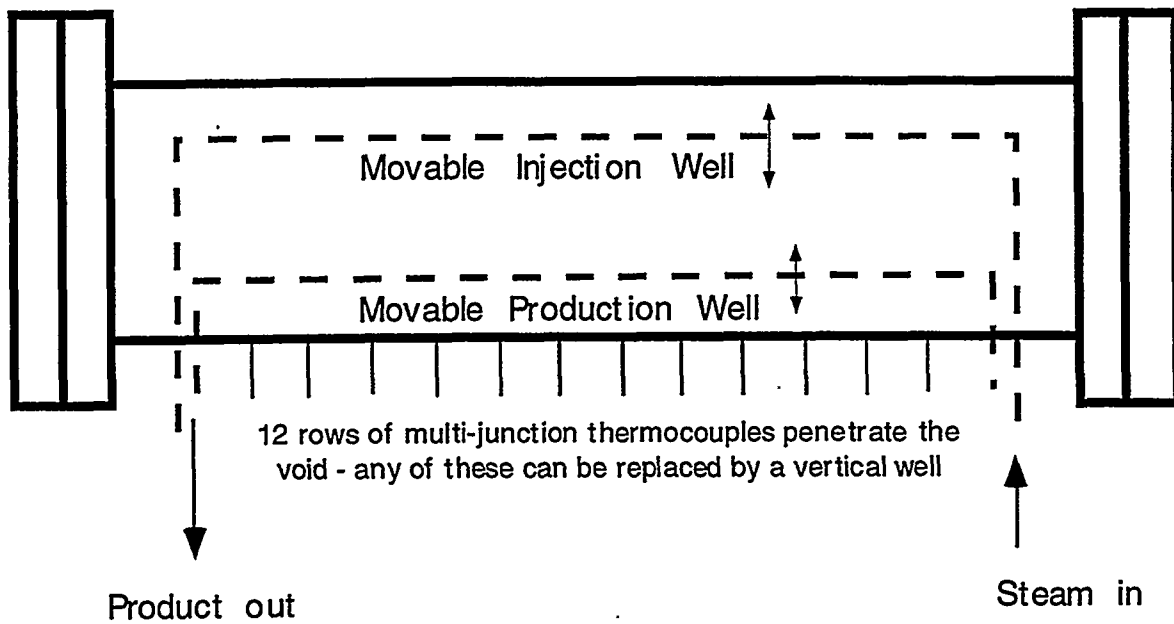 Movable Injection Well
Movable Production Well
12 rows of multi-junction thermocouples penetrate the
void - any of these can be replaced by a vertical well
Product out
Steam in